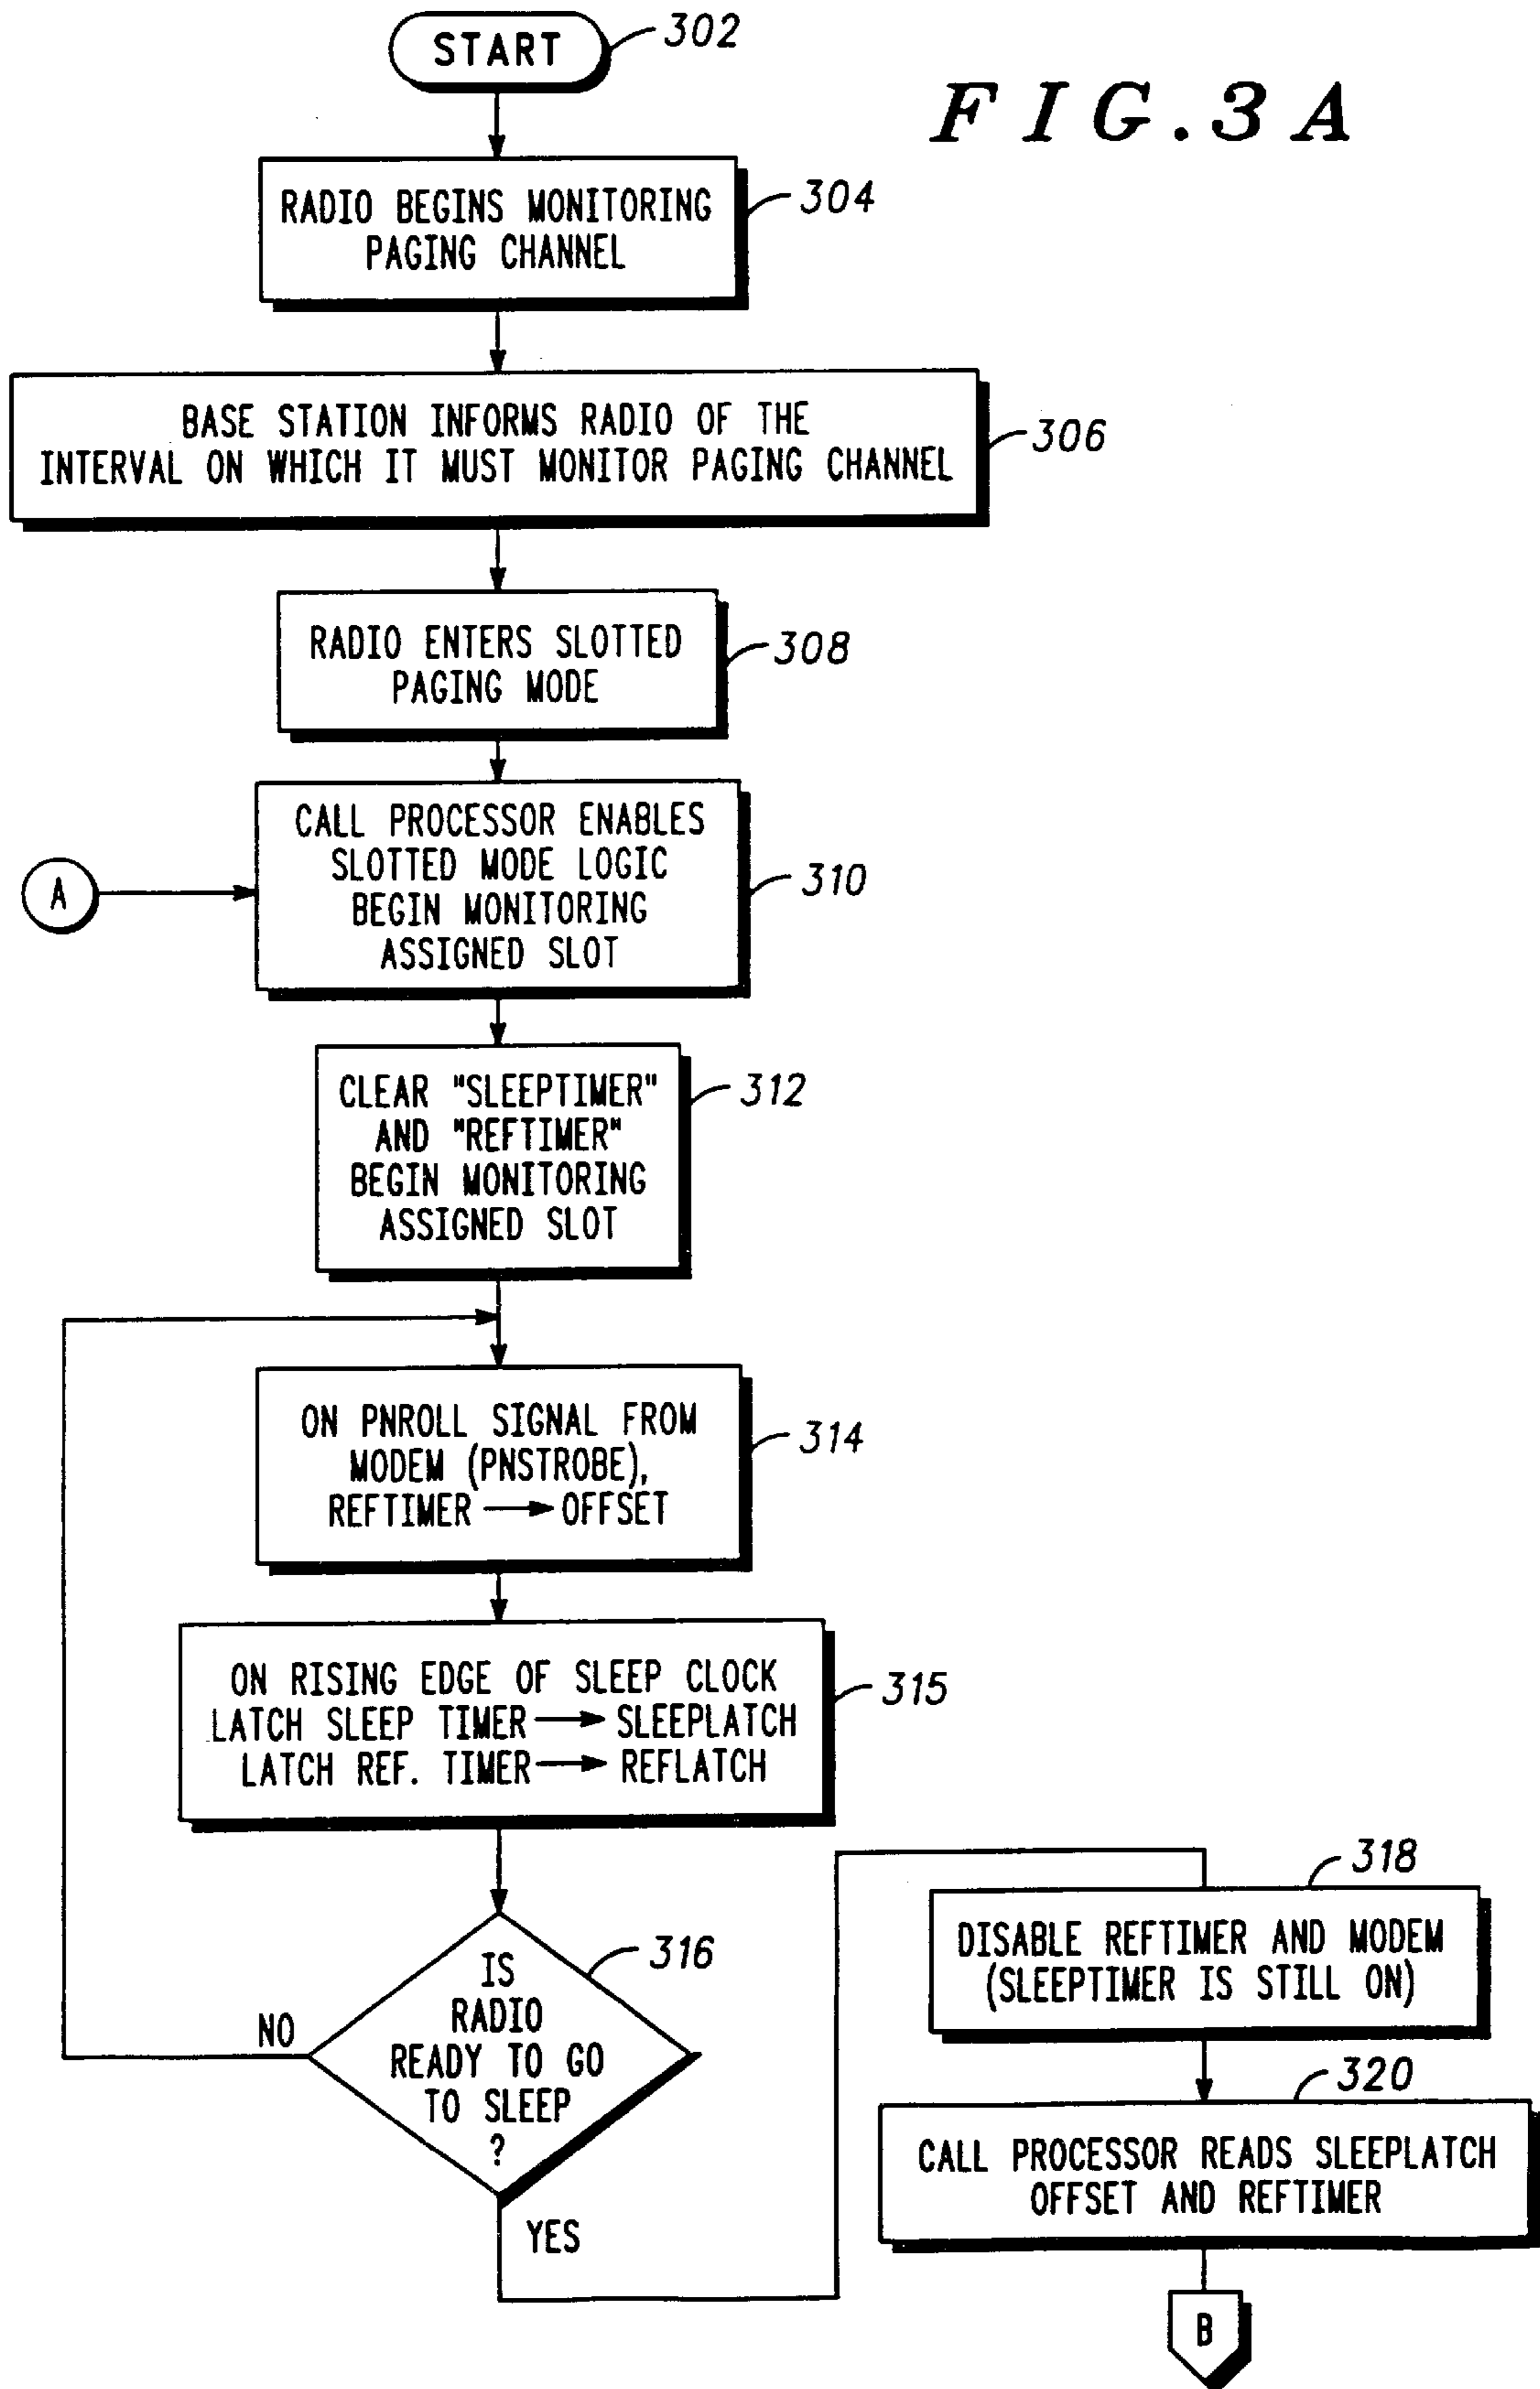 START
302
FIG.3A
RADIO BEGINS MONITORING
PAGING CHANNEL
304
BASE STATION INFORMS RADIO OF THE
INTERVAL ON WHICH IT MUST MONITOR PAGING CHANNEL
306
RADIO ENTERS SLOTTED
PAGING MODE
308
CALL PROCESSOR ENABLES
SLOTTED MODE LOGIC
BEGIN MONITORING
ASSIGNED SLOT
310
A
CLEAR "SLEEPTIMER"
AND "REFTIMER"
BEGIN MONITORING
ASSIGNED SLOT
312
ON PNROLL SIGNAL FROM
MODEM (PNSTROBE),
REFTIMER → OFFSET
314
ON RISING EDGE OF SLEEP CLOCK
LATCH SLEEP TIMER → SLEEPLATCH
LATCH REF. TIMER → REFLATCH
315
IS
RADIO
READY TO GO
TO SLEEP
?
316
NO
YES
318
DISABLE REFTIMER AND MODEM
(SLEEPTIMER IS STILL ON)
320
CALL PROCESSOR READS SLEEPLATCH
OFFSET AND REFTIMER
B